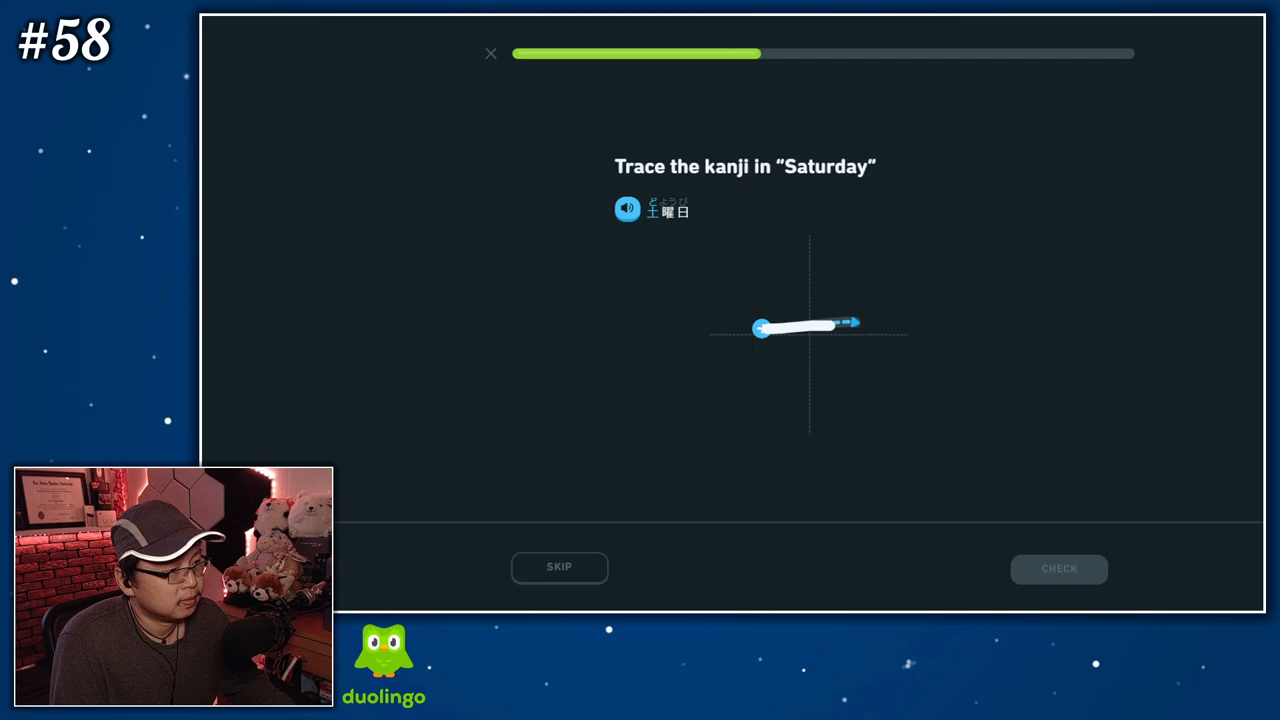 #58
Trace the kanji in “Saturday”
どようび
土曜日
SKIP
CHECK
duolingo